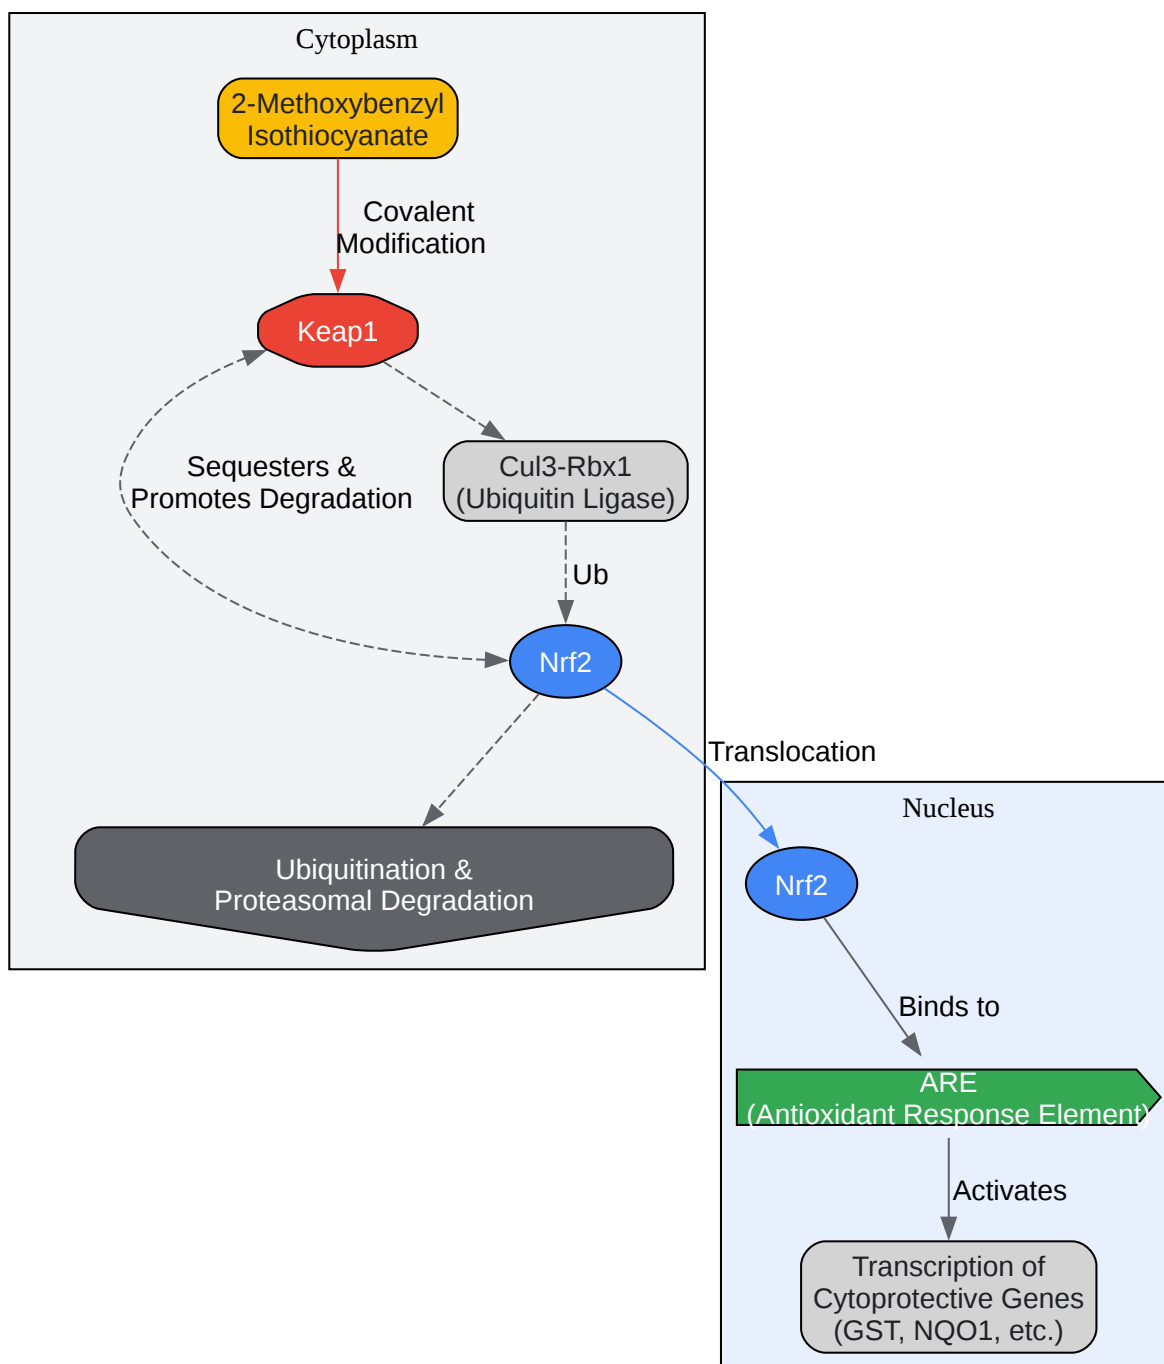 Cytoplasm
2-Methoxybenzyl
Isothiocyanate
Covalent
Modification
Keap1
Sequesters &
Promotes Degradation
Cul3-Rbx1
(Ubiquitin Ligase)
Ub
Nrf2
Translocation
Ubiquitination &
Proteasomal Degradation
Nucleus
Nrf2
Binds to
ARE
(Antioxidant Response Element)
Activates
Transcription of
Cytoprotective Genes
(GST, NQO1, etc.)